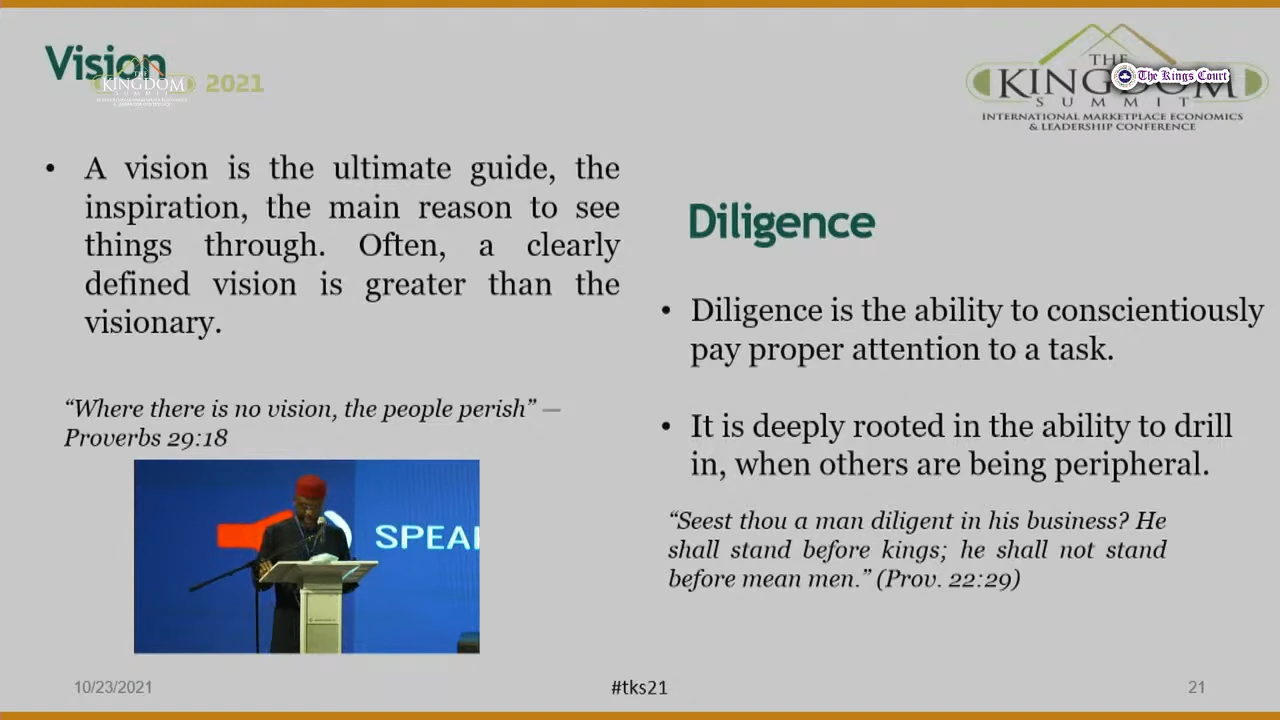 Vision
THE
KINGDOM
SUMMIT
2021
THE
KINGDOM
SUMMIT
INTERNATIONAL MARKETPLACE ECONOMICS
& LEADERSHIP CONFERENCE
The Kings Court
• A vision is the ultimate guide, the
inspiration, the main reason to see
things through. Often, a clearly
defined vision is greater than the
visionary.
“Where there is no vision, the people perish” —
Proverbs 29:18
SPEA
Diligence
• Diligence is the ability to conscientiously
pay proper attention to a task.
• It is deeply rooted in the ability to drill
in, when others are being peripheral.
“Seest thou a man diligent in his business? He
shall stand before kings; he shall not stand
before mean men.” (Prov. 22:29)
10/23/2021
#tks21
21